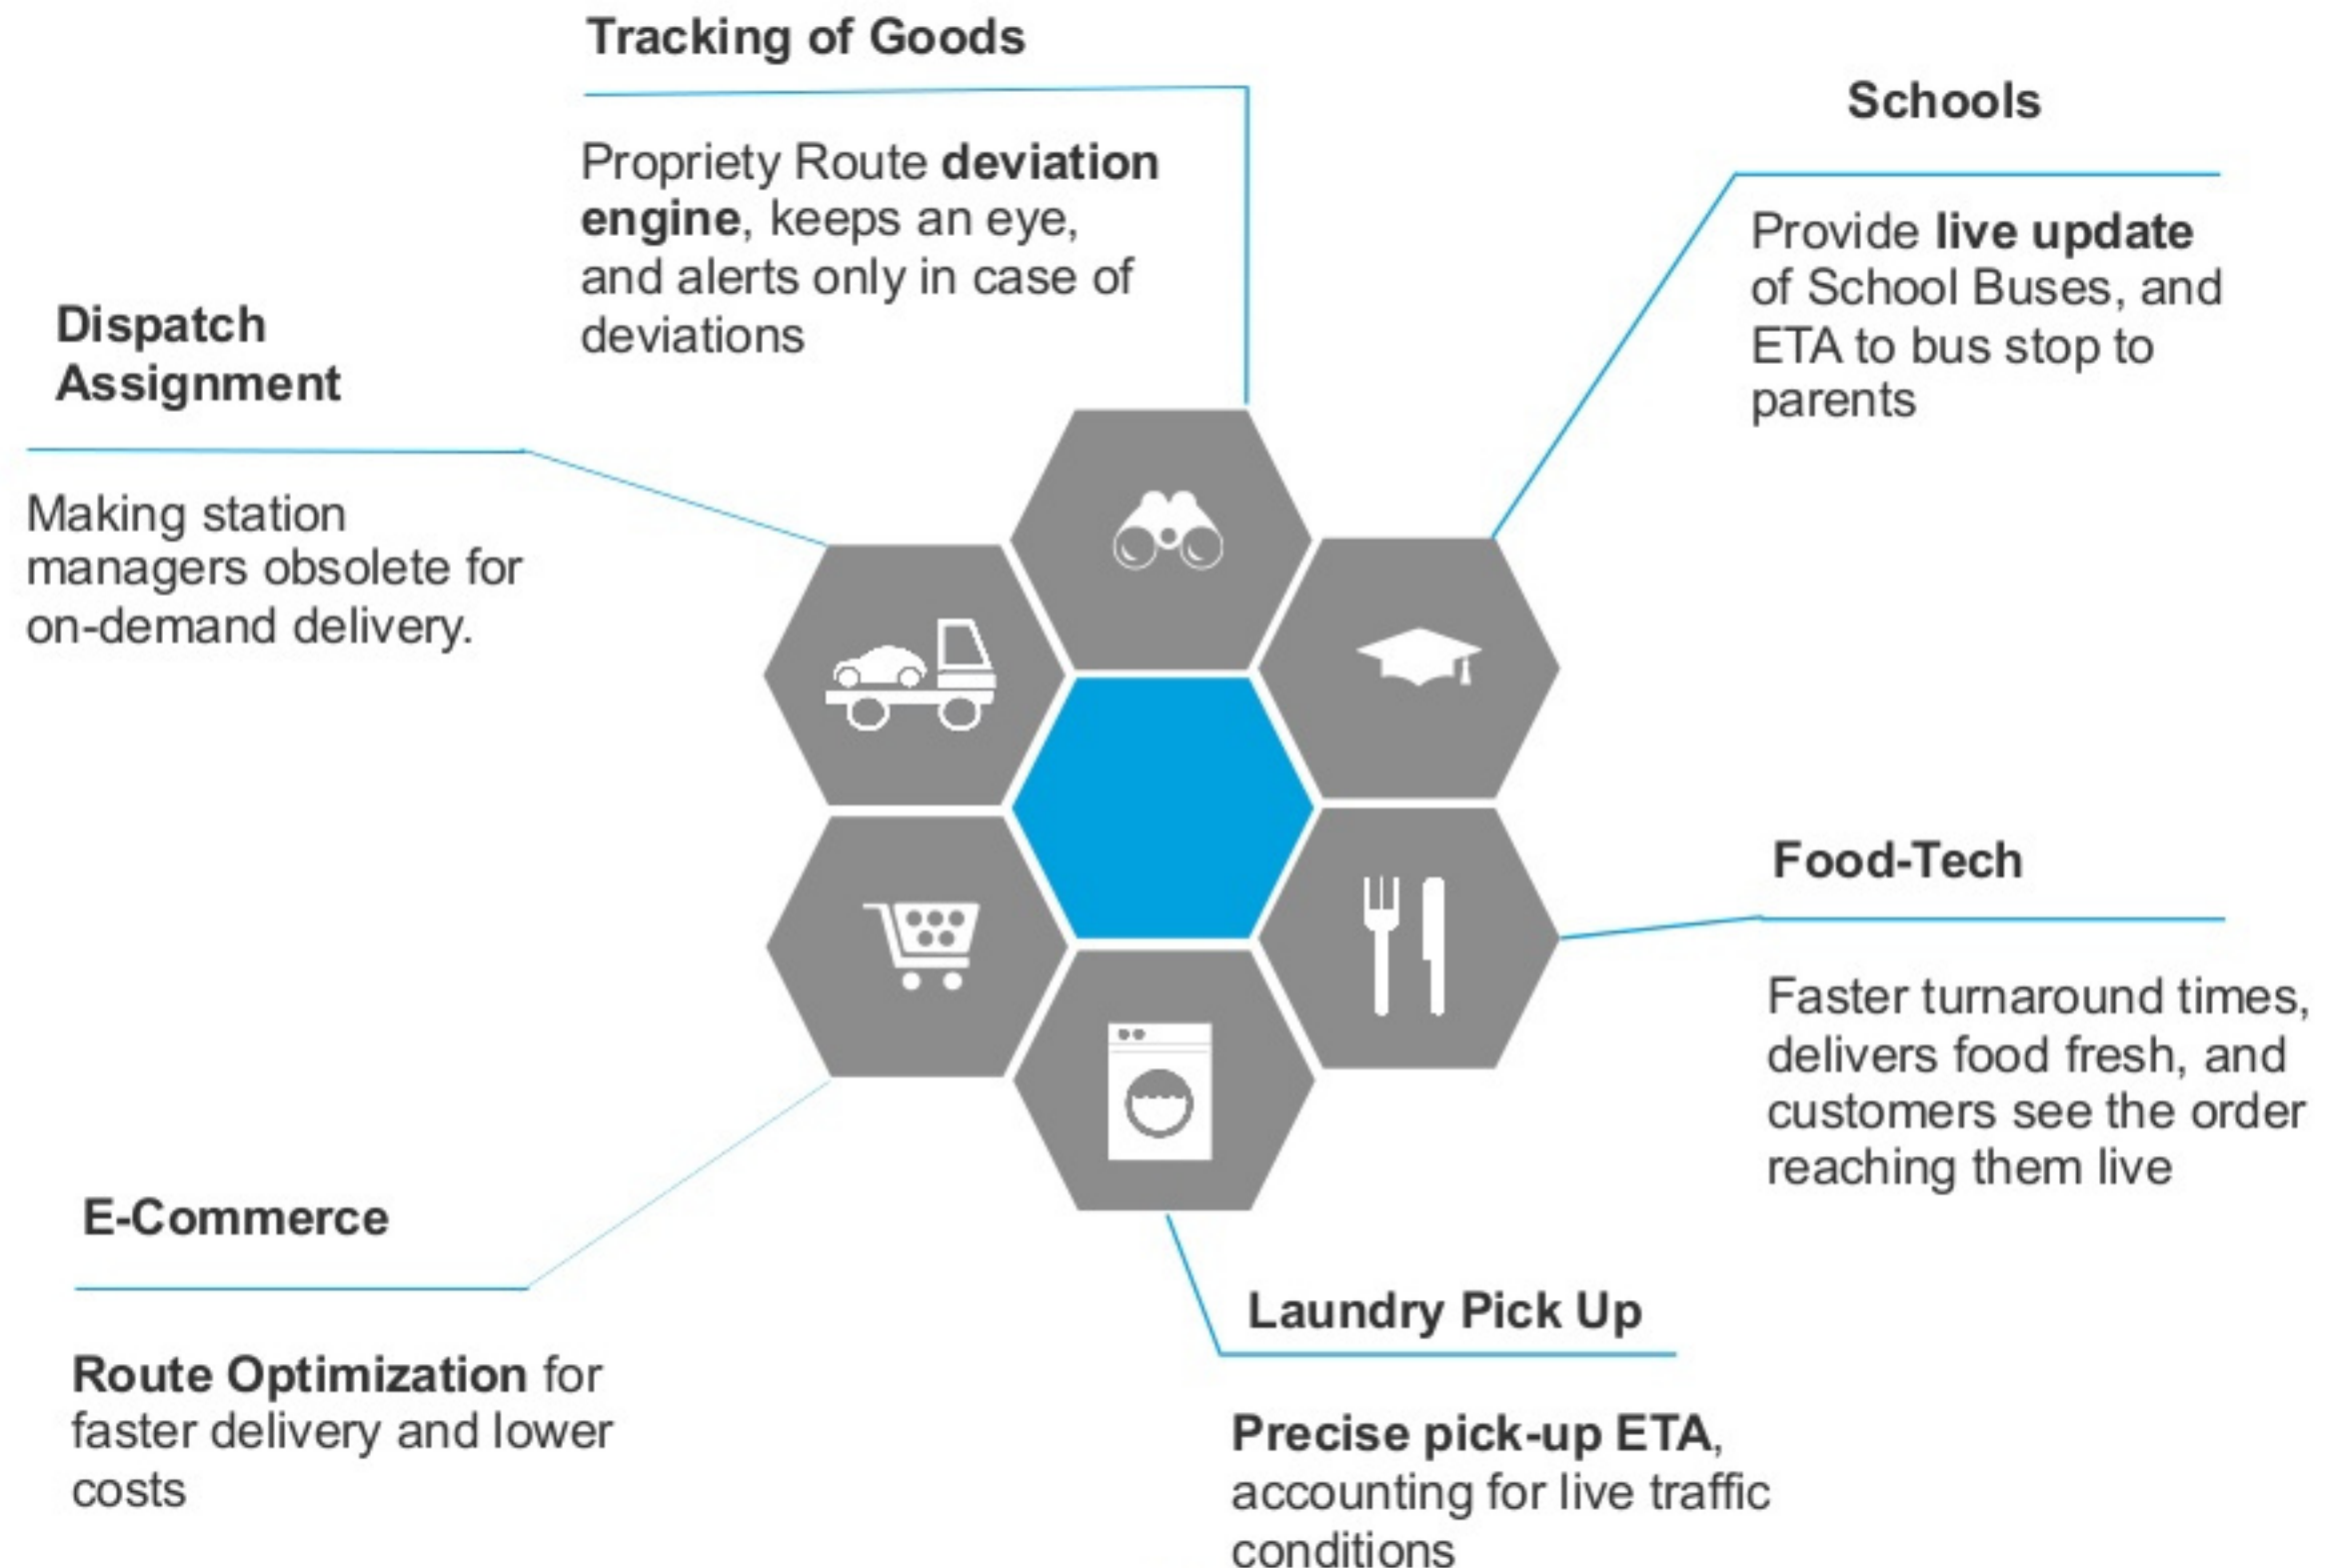 Tracking of Goods
Propriety Route deviation
engine, keeps an eye,
and alerts only in case of
deviations
Schools
Provide live update
of School Buses, and
ETA to bus stop to
parents
Dispatch
Assignment
Making station
managers obsolete for
on-demand delivery.
Food-Tech
Faster turnaround times,
delivers food fresh, and
customers see the order
reaching them live
E-Commerce
Route Optimization for
faster delivery and lower
costs
Laundry Pick Up
Precise pick-up ETA,
accounting for live traffic
conditions